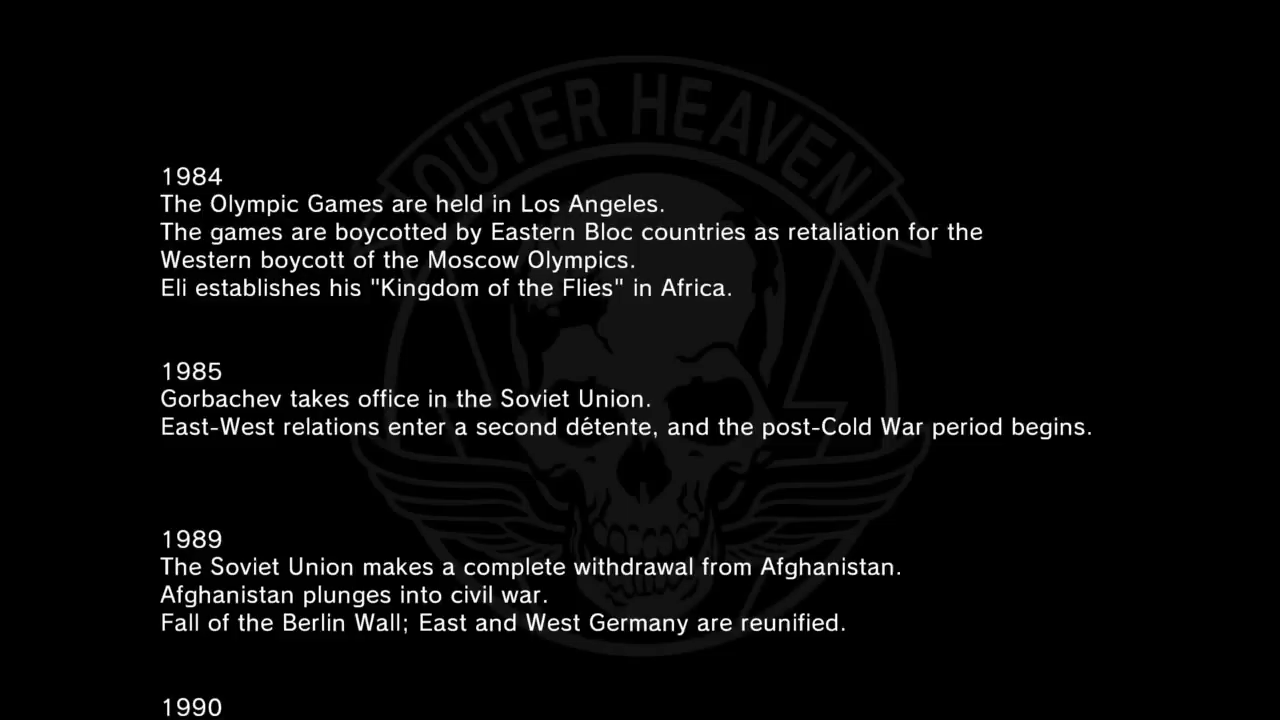 OUTER HEAVEN
1984
The Olympic Games are held in Los Angeles.
The games are boycotted by Eastern Bloc countries as retaliation for the
Western boycott of the Moscow Olympics.
Eli establishes his "Kingdom of the Flies" in Africa.
1985
Gorbachev takes office in the Soviet Union.
East-West relations enter a second détente, and the post-Cold War period begins.
1989
The Soviet Union makes a complete withdrawal from Afghanistan.
Afghanistan plunges into civil war.
Fall of the Berlin Wall; East and West Germany are reunified.
1990